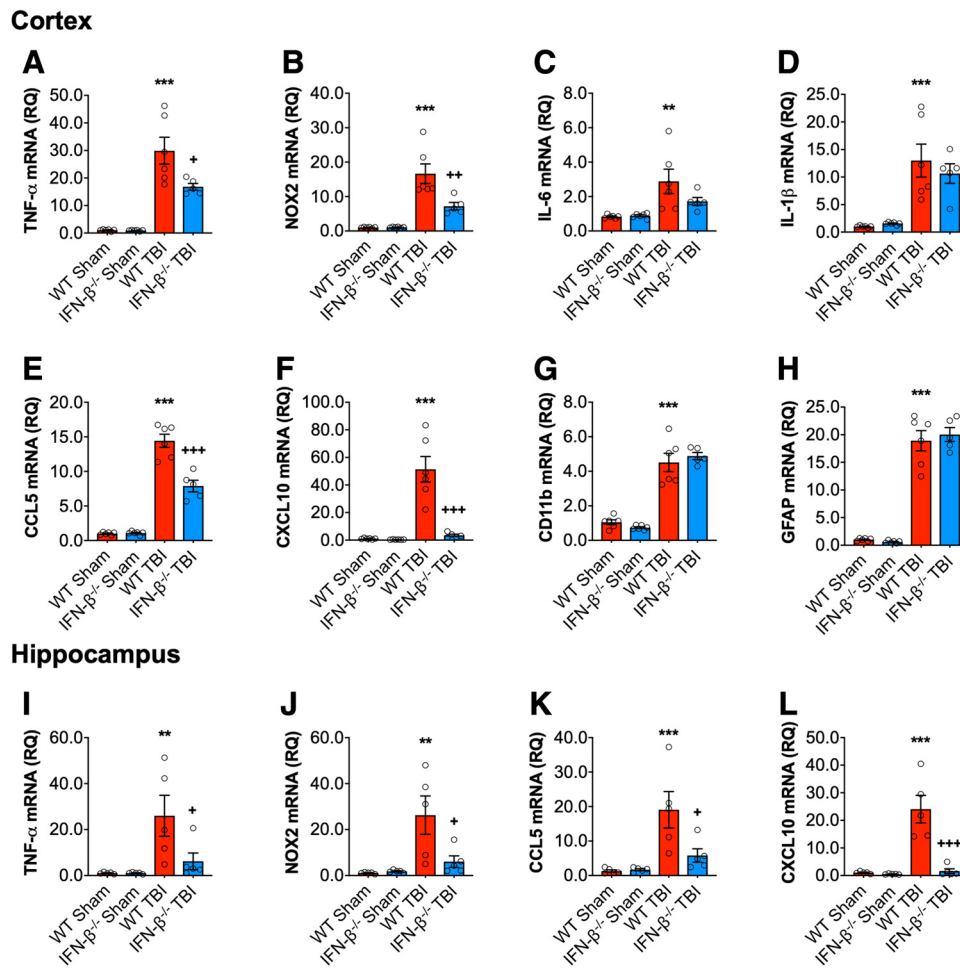 Cortex
A
TNF-α mRNA (RQ)
50.0
40.0
30.0
20.0
10.0
0.0
***
+
WT Sham
IFN-β⁻/⁻ Sham
WT TBI
IFN-β⁻/⁻ TBI
B
NOX2 mRNA (RQ)
40.0
30.0
20.0
10.0
0.0
***
++
WT Sham
IFN-β⁻/⁻ Sham
WT TBI
IFN-β⁻/⁻ TBI
C
IL-6 mRNA (RQ)
8.0
6.0
4.0
2.0
0.0
**
WT Sham
IFN-β⁻/⁻ Sham
WT TBI
IFN-β⁻/⁻ TBI
D
IL-1β mRNA (RQ)
25.0
20.0
15.0
10.0
5.0
0.0
***
WT Sham
IFN-β⁻/⁻ Sham
WT TBI
IFN-β⁻/⁻ TBI
E
CCL5 mRNA (RQ)
20.0
15.0
10.0
5.0
0.0
***
+++
WT Sham
IFN-β⁻/⁻ Sham
WT TBI
IFN-β⁻/⁻ TBI
F
CXCL10 mRNA (RQ)
100.0
80.0
60.0
40.0
20.0
0.0
***
+++
WT Sham
IFN-β⁻/⁻ Sham
WT TBI
IFN-β⁻/⁻ TBI
G
CD11b mRNA (RQ)
8.0
6.0
4.0
2.0
0.0
***
WT Sham
IFN-β⁻/⁻ Sham
WT TBI
IFN-β⁻/⁻ TBI
H
GFAP mRNA (RQ)
25.0
20.0
15.0
10.0
5.0
0.0
***
WT Sham
IFN-β⁻/⁻ Sham
WT TBI
IFN-β⁻/⁻ TBI
Hippocampus
I
TNF-α mRNA (RQ)
60.0
40.0
20.0
0.0
**
+
WT Sham
IFN-β⁻/⁻ Sham
WT TBI
IFN-β⁻/⁻ TBI
J
NOX2 mRNA (RQ)
60.0
40.0
20.0
0.0
**
+
WT Sham
IFN-β⁻/⁻ Sham
WT TBI
IFN-β⁻/⁻ TBI
K
CCL5 mRNA (RQ)
40.0
30.0
20.0
10.0
0.0
***
+
WT Sham
IFN-β⁻/⁻ Sham
WT TBI
IFN-β⁻/⁻ TBI
L
CXCL10 mRNA (RQ)
50.0
40.0
30.0
20.0
10.0
0.0
***
+++
WT Sham
IFN-β⁻/⁻ Sham
WT TBI
IFN-β⁻/⁻ TBI